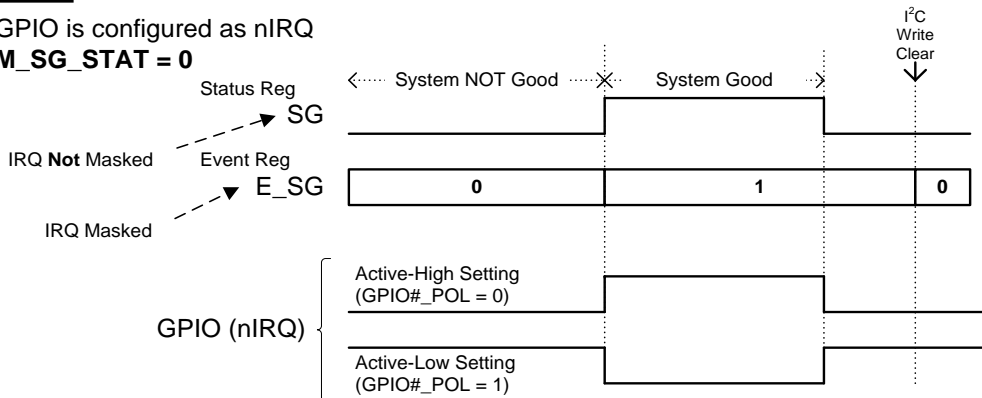 GPIO is configured as nIRQ
M_SG_STAT = 0
I²C
Write
Clear
System NOT Good
System Good
Status Reg
SG
IRQ Not Masked
Event Reg
E_SG
0
1
0
IRQ Masked
Active-High Setting
(GPIO#_POL = 0)
GPIO (nIRQ)
Active-Low Setting
(GPIO#_POL = 1)